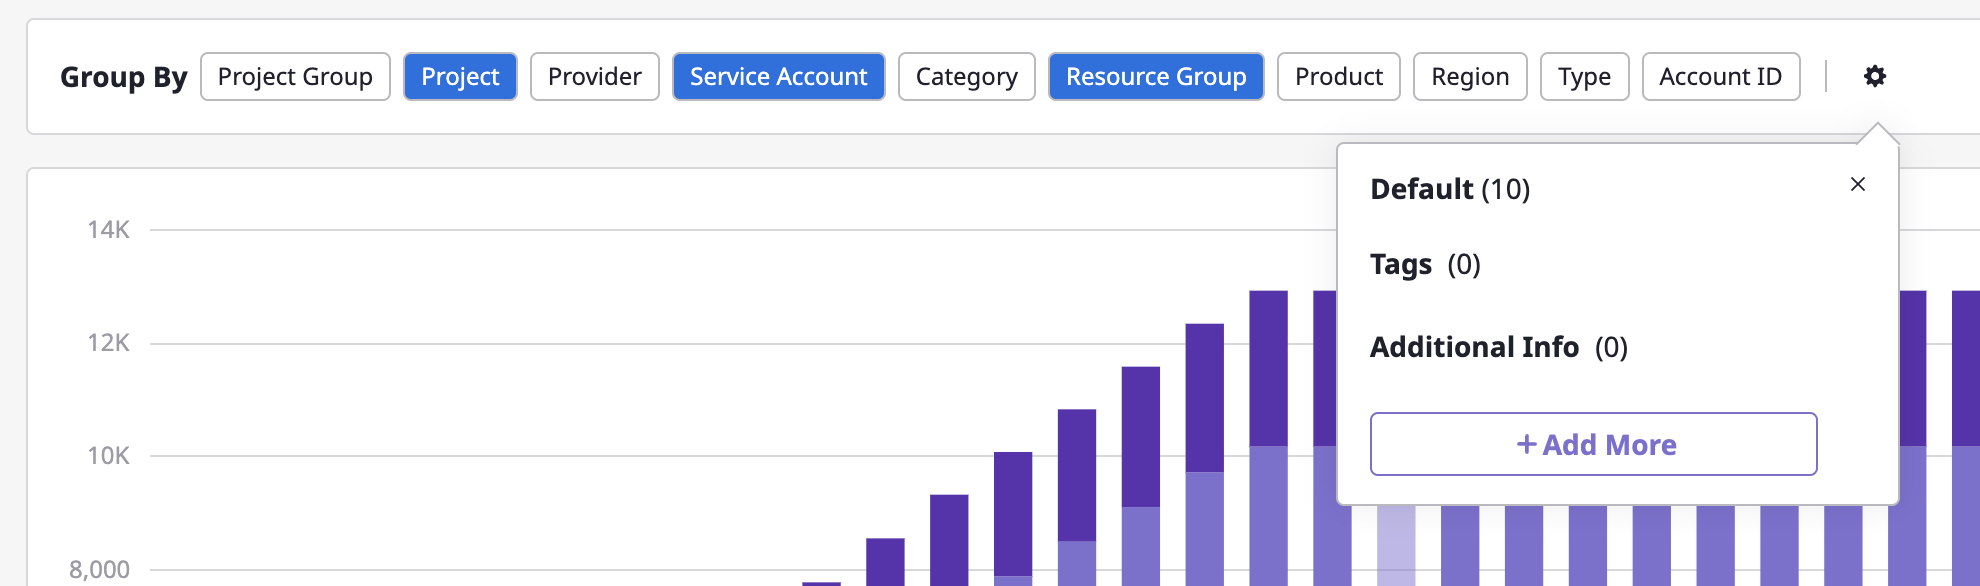 Group By Project Group Project Provider Service Account Category Resource Group Product Region Type Account ID
Default (10)
Tags (0)
Additional Info (0)
+ Add More
14K
12K
10K
8,000